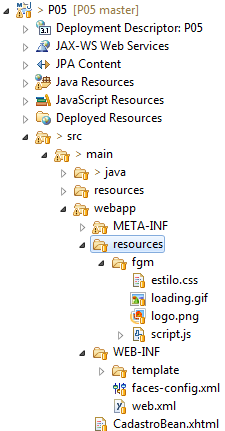 > P05 [P05 master]
Deployment Descriptor: P05
JAX-WS Web Services
JPA Content
Java Resources
JavaScript Resources
Deployed Resources
> src
> main
> java
resources
webapp
META-INF
resources
fgm
estilo.css
loading.gif
logo.png
script.js
WEB-INF
template
faces-config.xml
web.xml
CadastroBean.xhtml